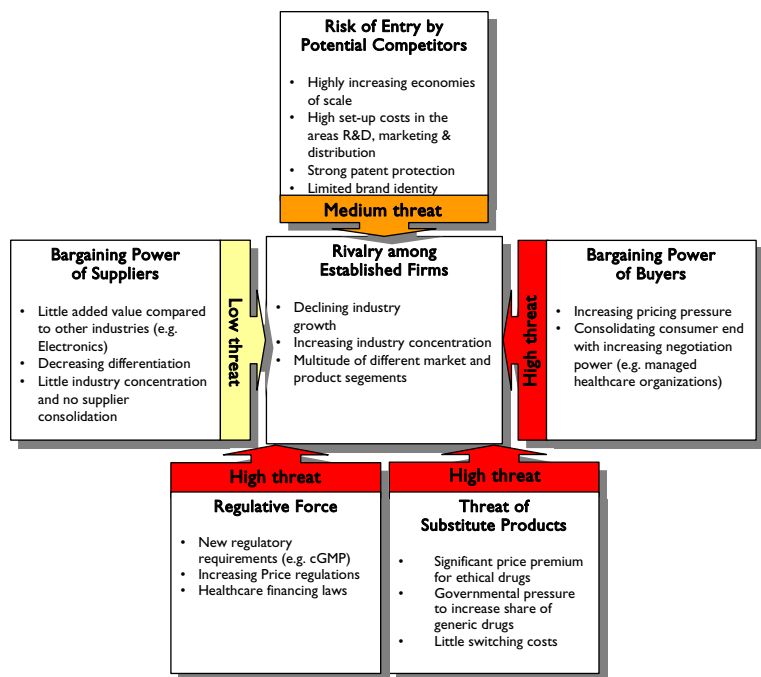 Risk of Entry by
Potential Competitors
• Highly increasing economies
of scale
• High set-up costs in the
areas R&D, marketing &
distribution
• Strong patent protection
• Limited brand identity
Medium threat
Bargaining Power
of Suppliers
• Little added value compared
to other industries (e.g.
Electronics)
• Decreasing differentiation
• Little industry concentration
and no supplier
consolidation
Low threat
Rivalry among
Established Firms
• Declining industry
growth
• Increasing industry concentration
• Multitude of different market and
product segements
High threat
Bargaining Power
of Buyers
• Increasing pricing pressure
• Consolidating consumer end
with increasing negotiation
power (e.g. managed
healthcare organizations)
High threat
Regulative Force
• New regulatory
requirements (e.g. cGMP)
• Increasing Price regulations
• Healthcare financing laws
High threat
Threat of
Substitute Products
• Significant price premium
for ethical drugs
• Governmental pressure
to increase share of
generic drugs
• Little switching costs